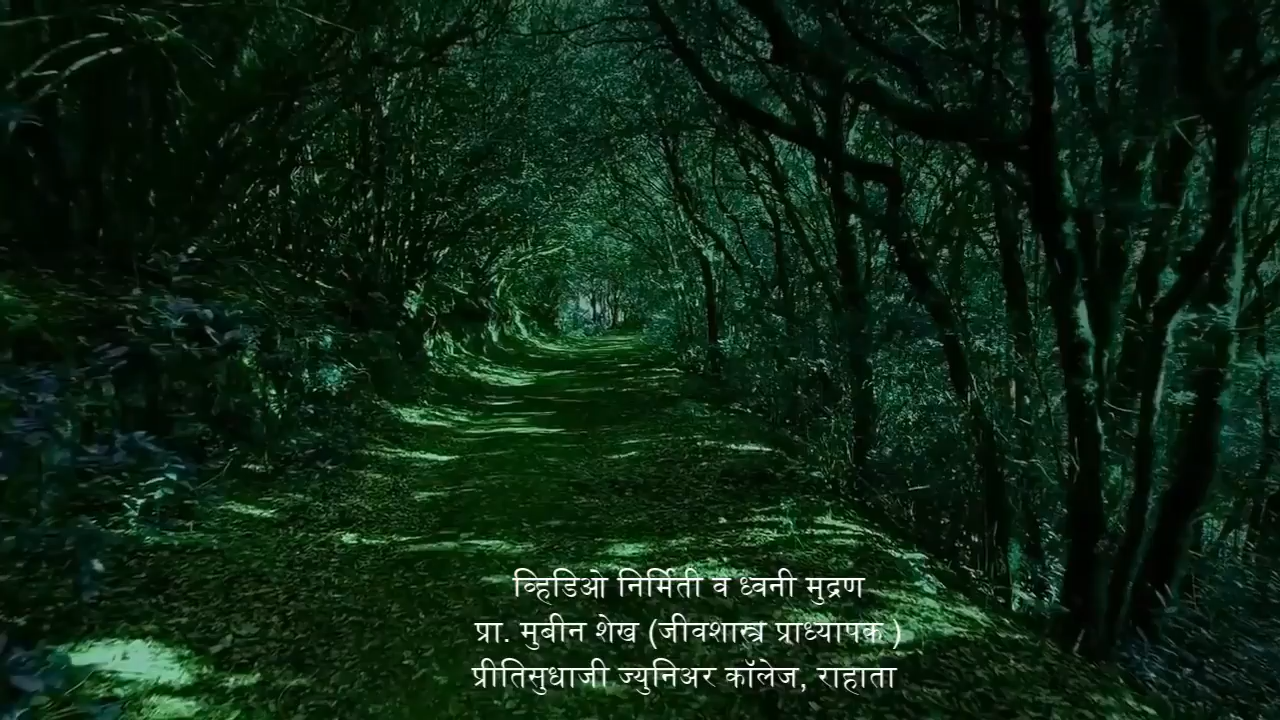 व्हिडिओ निर्मिती व ध्वनी मुद्रण
प्रा. मुबीन शेख (जीवशास्त्र प्राध्यापक )
प्रीतिसुधाजी ज्युनिअर कॉलेज, राहाता